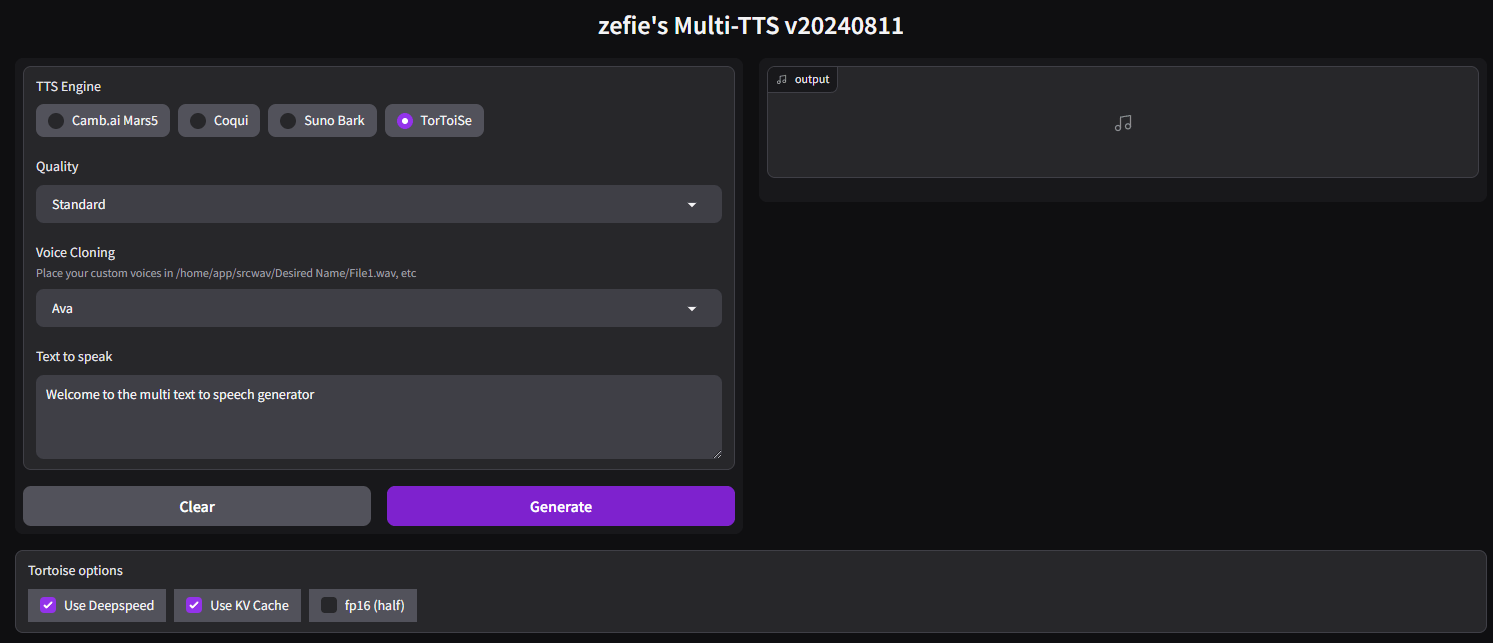 zefie's Multi-TTS v20240811
TTS Engine
Camb.ai Mars5
Coqui
Suno Bark
TorToiSe
Quality
Standard
Voice Cloning
Place your custom voices in /home/app/srcwav/Desired Name/File1.wav, etc
Ava
Text to speak
Welcome to the multi text to speech generator
Clear
Generate
output
Tortoise options
Use Deepspeed
Use KV Cache
fp16 (half)